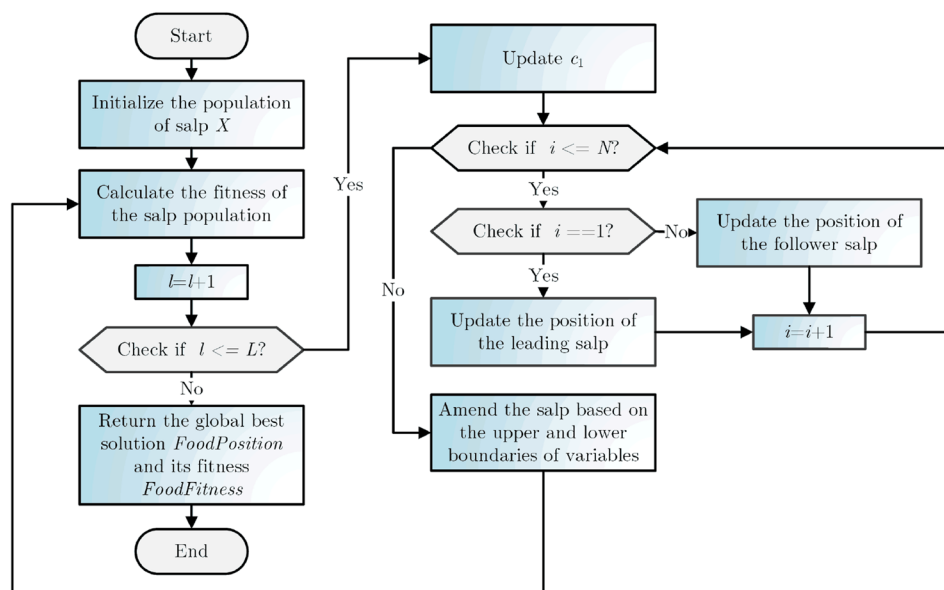 Start
Initialize the population
of salp X
Calculate the fitness of
the salp population
l=l+1
Check if l <= L?
No
Return the global best
solution FoodPosition
and its fitness
FoodFitness
End
Yes
Update c₁
Check if i <= N?
Yes
Check if i ==1?
No
Update the position of
the follower salp
Yes
Update the position of
the leading salp
i=i+1
No
Amend the salp based on
the upper and lower
boundaries of variables